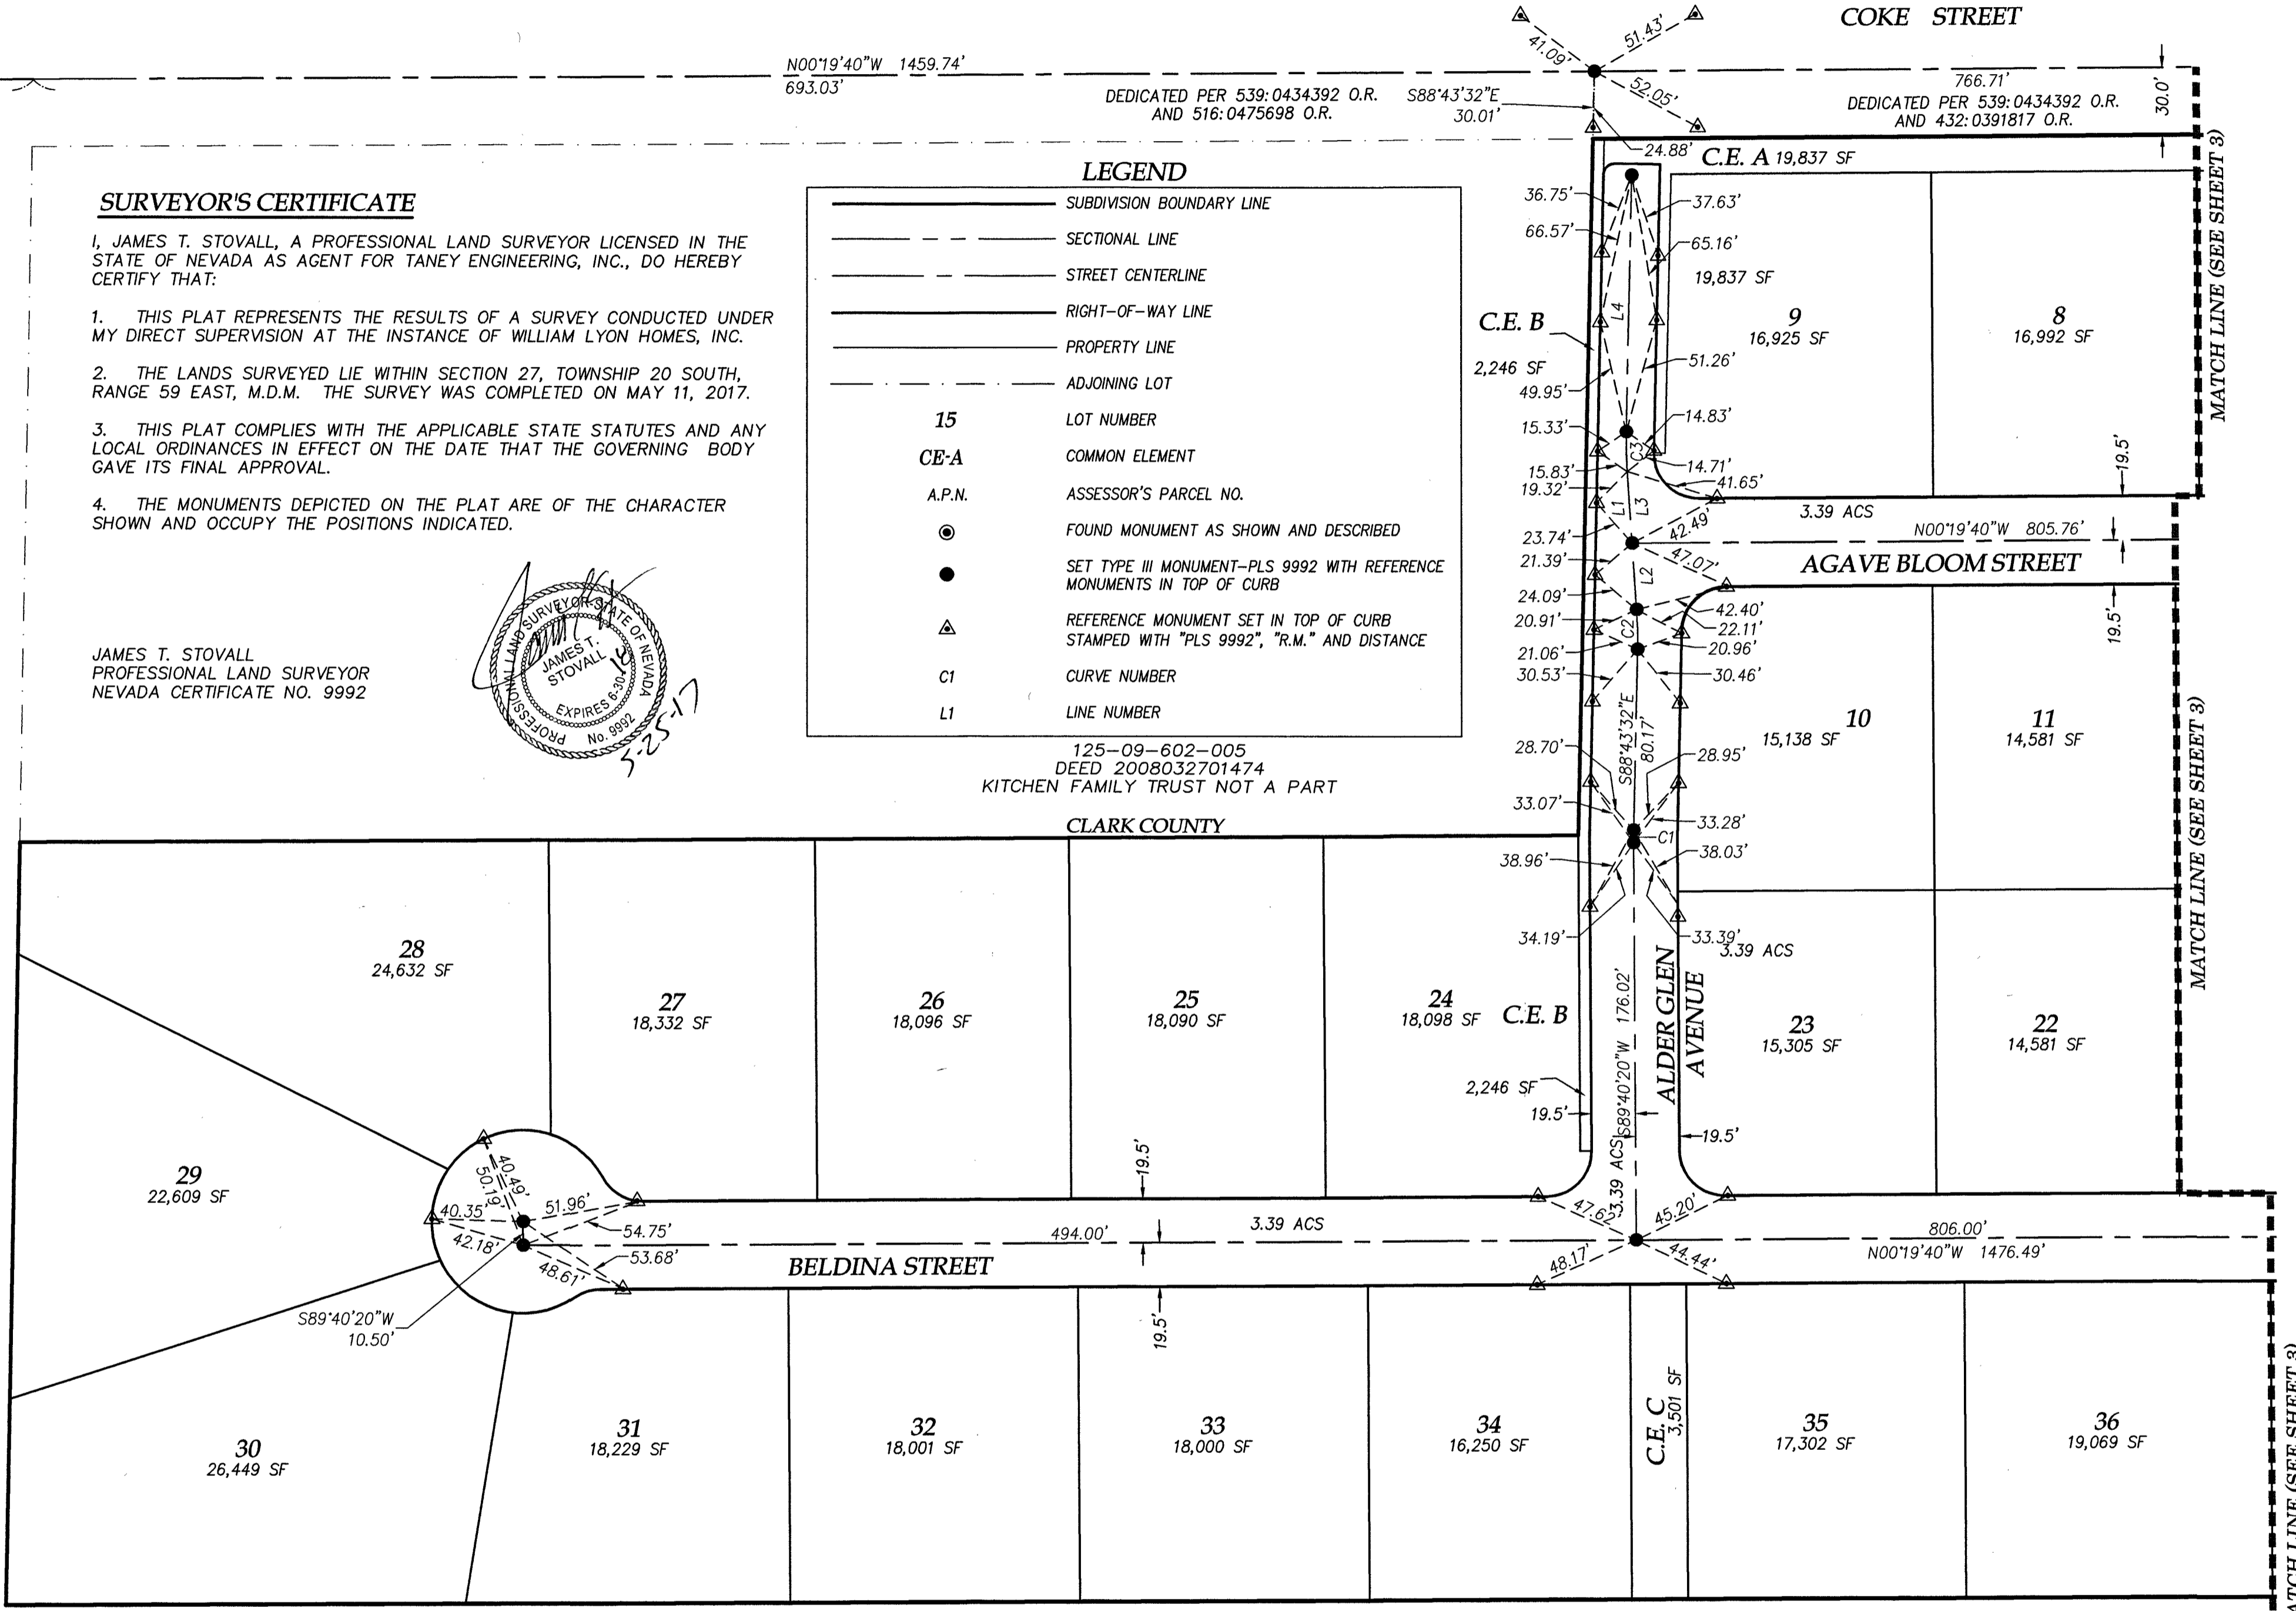 COKE STREET
41.09'
51.43'
N00°19'40"W 1459.74'
693.03'
52.05'
766.71'
DEDICATED PER 539:0434392 O.R.
AND 516:0475698 O.R.
S88°43'32"E
30.01'
DEDICATED PER 539:0434392 O.R.
AND 432:0391817 O.R.
30.0'
24.88'
C.E. A 19,837 SF
MATCH LINE (SEE SHEET 3)
SURVEYOR'S CERTIFICATE
I, JAMES T. STOVALL, A PROFESSIONAL LAND SURVEYOR LICENSED IN THE
STATE OF NEVADA AS AGENT FOR TANEY ENGINEERING, INC., DO HEREBY
CERTIFY THAT:
1. THIS PLAT REPRESENTS THE RESULTS OF A SURVEY CONDUCTED UNDER
MY DIRECT SUPERVISION AT THE INSTANCE OF WILLIAM LYON HOMES, INC.
2. THE LANDS SURVEYED LIE WITHIN SECTION 27, TOWNSHIP 20 SOUTH,
RANGE 59 EAST, M.D.M. THE SURVEY WAS COMPLETED ON MAY 11, 2017.
3. THIS PLAT COMPLIES WITH THE APPLICABLE STATE STATUTES AND ANY
LOCAL ORDINANCES IN EFFECT ON THE DATE THAT THE GOVERNING BODY
GAVE ITS FINAL APPROVAL.
4. THE MONUMENTS DEPICTED ON THE PLAT ARE OF THE CHARACTER
SHOWN AND OCCUPY THE POSITIONS INDICATED.
JAMES T. STOVALL
PROFESSIONAL LAND SURVEYOR
NEVADA CERTIFICATE NO. 9992
PROFESSIONAL LAND SURVEYOR-STATE OF NEVADA
JAMES T.
STOVALL
EXPIRES 6-30-18
No. 9992
5-25-17
LEGEND
SUBDIVISION BOUNDARY LINE
SECTIONAL LINE
STREET CENTERLINE
RIGHT-OF-WAY LINE
PROPERTY LINE
ADJOINING LOT
15 LOT NUMBER
CE-A COMMON ELEMENT
A.P.N. ASSESSOR'S PARCEL NO.
FOUND MONUMENT AS SHOWN AND DESCRIBED
SET TYPE III MONUMENT-PLS 9992 WITH REFERENCE
MONUMENTS IN TOP OF CURB
REFERENCE MONUMENT SET IN TOP OF CURB
STAMPED WITH "PLS 9992", "R.M." AND DISTANCE
C1 CURVE NUMBER
L1 LINE NUMBER
125-09-602-005
DEED 2008032701474
KITCHEN FAMILY TRUST NOT A PART
CLARK COUNTY
36.75'
37.63'
66.57'
65.16'
19,837 SF
L4
C.E. B
2,246 SF
51.26'
49.95'
14.83'
15.33'
C3
15.83'
14.71'
19.32'
41.65'
L1
L3
9
16,925 SF
8
16,992 SF
19.5'
3.39 ACS
N00°19'40"W 805.76'
AGAVE BLOOM STREET
19.5'
42.49'
23.74'
21.39'
47.07'
L2
24.09'
42.40'
20.91'
22.11'
C2
21.06'
20.96'
30.53'
30.46'
S88°43'32"E
80.17'
28.70'
28.95'
33.07'
33.28'
C1
38.96'
38.03'
34.19'
33.39'
3.39 ACS
10
15,138 SF
11
14,581 SF
MATCH LINE (SEE SHEET 3)
28
24,632 SF
27
18,332 SF
26
18,096 SF
25
18,090 SF
24
18,098 SF
C.E. B
2,246 SF
19.5'
S89°40'20"W 176.02'
3.39 ACS
ALDER GLEN
AVENUE
19.5'
23
15,305 SF
22
14,581 SF
29
22,609 SF
40.49'
50.19'
40.35'
51.96'
42.18'
54.75'
53.68'
48.61'
S89°40'20"W
10.50'
19.5'
494.00'
3.39 ACS
BELDINA STREET
19.5'
47.62'
45.20'
48.17'
44.44'
806.00'
N00°19'40"W 1476.49'
30
26,449 SF
31
18,229 SF
32
18,001 SF
33
18,000 SF
34
16,250 SF
C.E. C
3,501 SF
35
17,302 SF
36
19,069 SF
MATCH LINE (SEE SHEET 3)